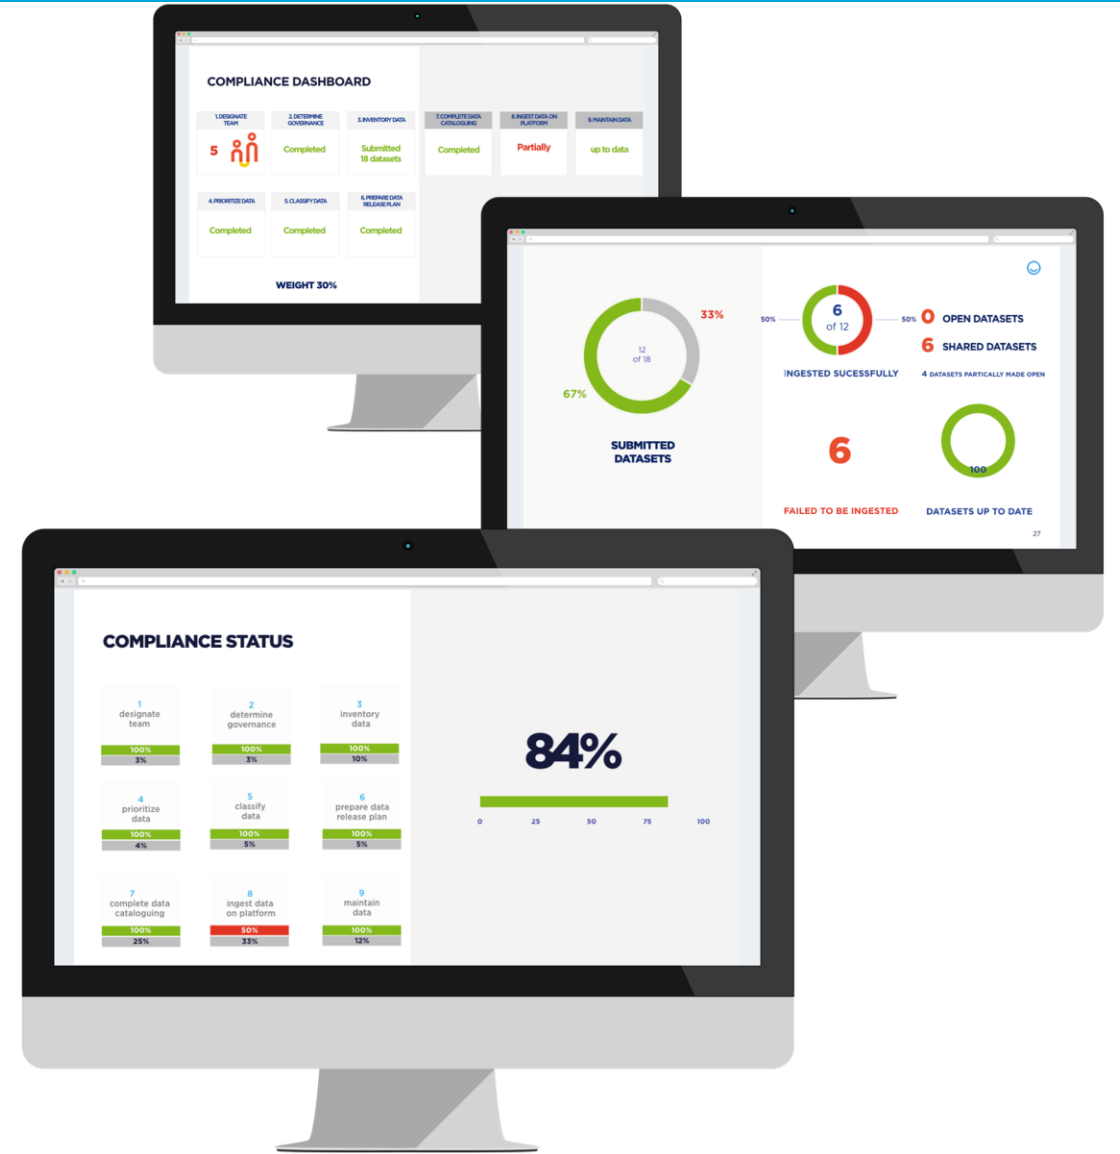 COMPLIANCE DASHBOARD
1. DESIGNATE
TEAM
5
2. DETERMINE
GOVERNANCE
Completed
3. INVENTORY DATA
Submitted
18 datasets
7. COMPLETE DATA
CATALOGUING
Completed
8. INGEST DATA ON
PLATFORM
Partially
9. MAINTAIN DATA
up to data
4. PRIORITIZE DATA
Completed
5. CLASSIFY DATA
Completed
6. PREPARE DATA
RELEASE PLAN
Completed
WEIGHT 30%
33%
12
of 18
67%
SUBMITTED
DATASETS
50%
6
of 12
50%
INGESTED SUCESSFULLY
0 OPEN DATASETS
6 SHARED DATASETS
4 DATASETS PARTICALLY MADE OPEN
6
FAILED TO BE INGESTED
100
DATASETS UP TO DATE
27
COMPLIANCE STATUS
1
designate
team
100%
3%
2
determine
governance
100%
3%
3
inventory
data
100%
10%
4
prioritize
data
100%
4%
5
classify
data
100%
5%
6
prepare data
release plan
100%
5%
7
complete data
cataloguing
100%
25%
8
ingest data
on platform
50%
33%
9
maintain
data
100%
12%
84%
0 25 50 75 100